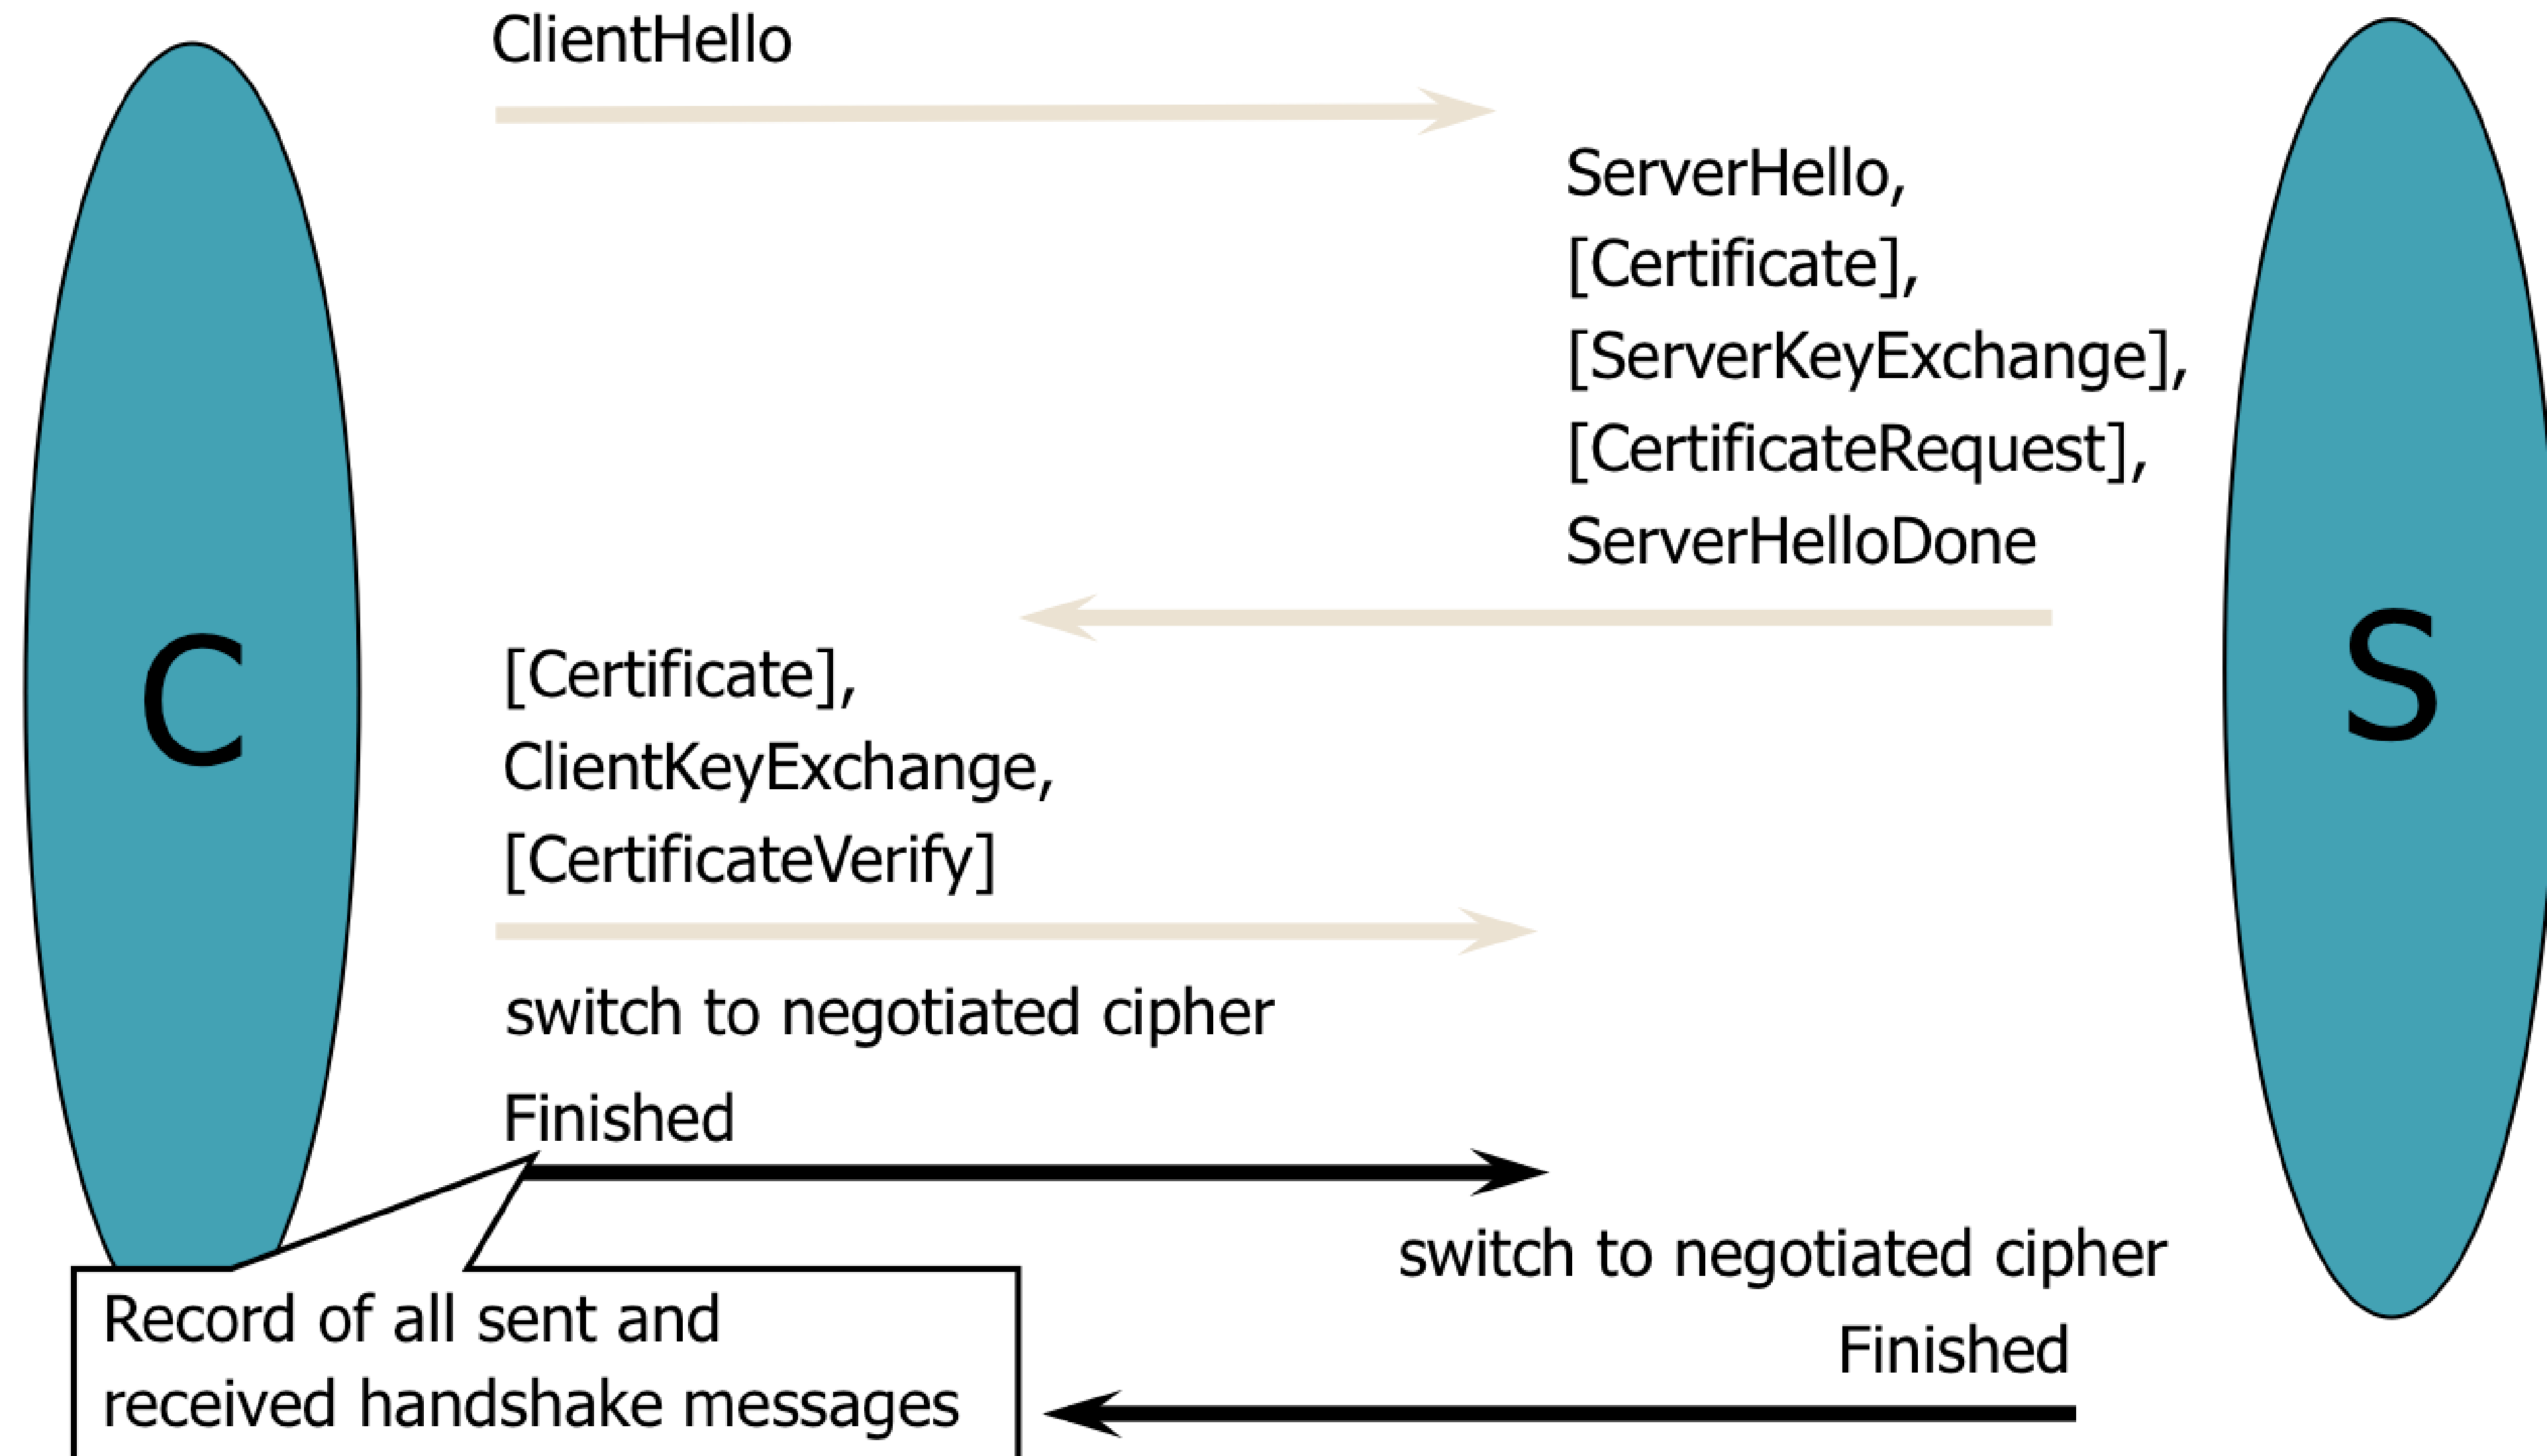 ClientHello
ServerHello,
[Certificate],
[ServerKeyExchange],
[CertificateRequest],
ServerHelloDone
C
S
[Certificate],
ClientKeyExchange,
[CertificateVerify]
switch to negotiated cipher
Finished
switch to negotiated cipher
Finished
Record of all sent and
received handshake messages